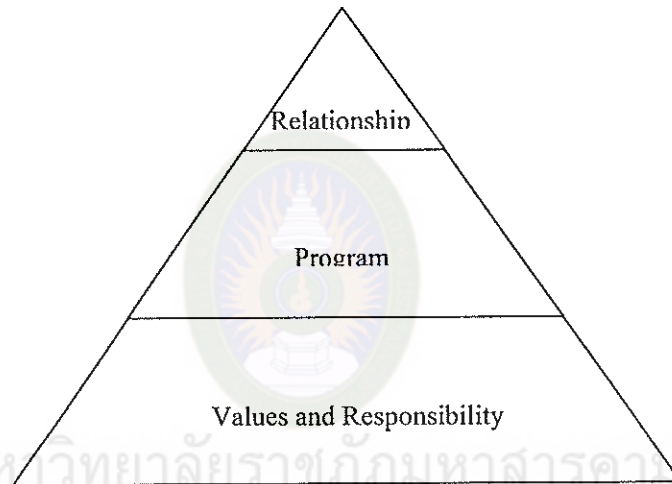 Relationship
Program
Values and Responsibility
มหาวิทยาลัยราชภัฏมหาสารคาม